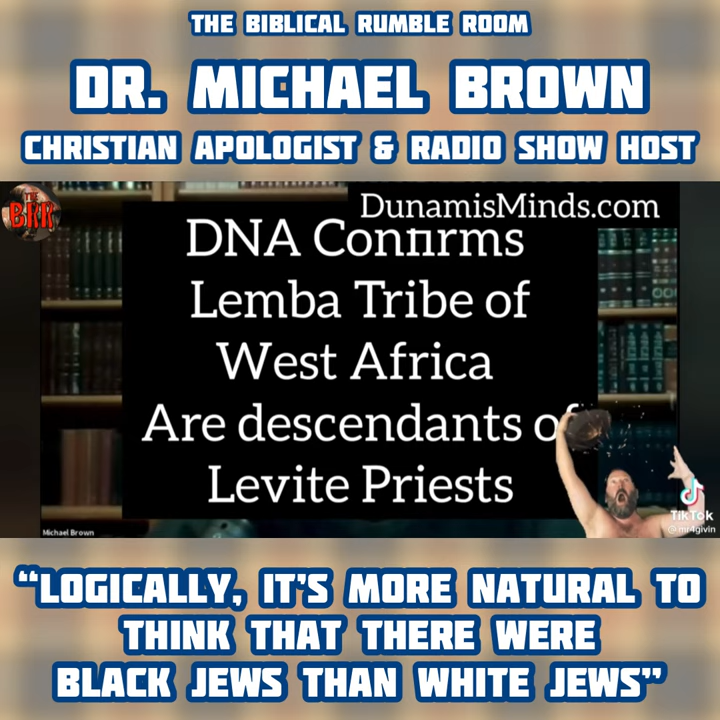 THE BIBLICAL RUMBLE ROOM
DR. MICHAEL BROWN
CHRISTIAN APOLOGIST & RADIO SHOW HOST
THE
BRR
DunamisMinds.com
DNA Confirms
Lemba Tribe of
West Africa
Are descendants of
Levite Priests
Michael Brown
TikTok
@mr4givin
“LOGICALLY, IT’S MORE NATURAL TO
THINK THAT THERE WERE
BLACK JEWS THAN WHITE JEWS”